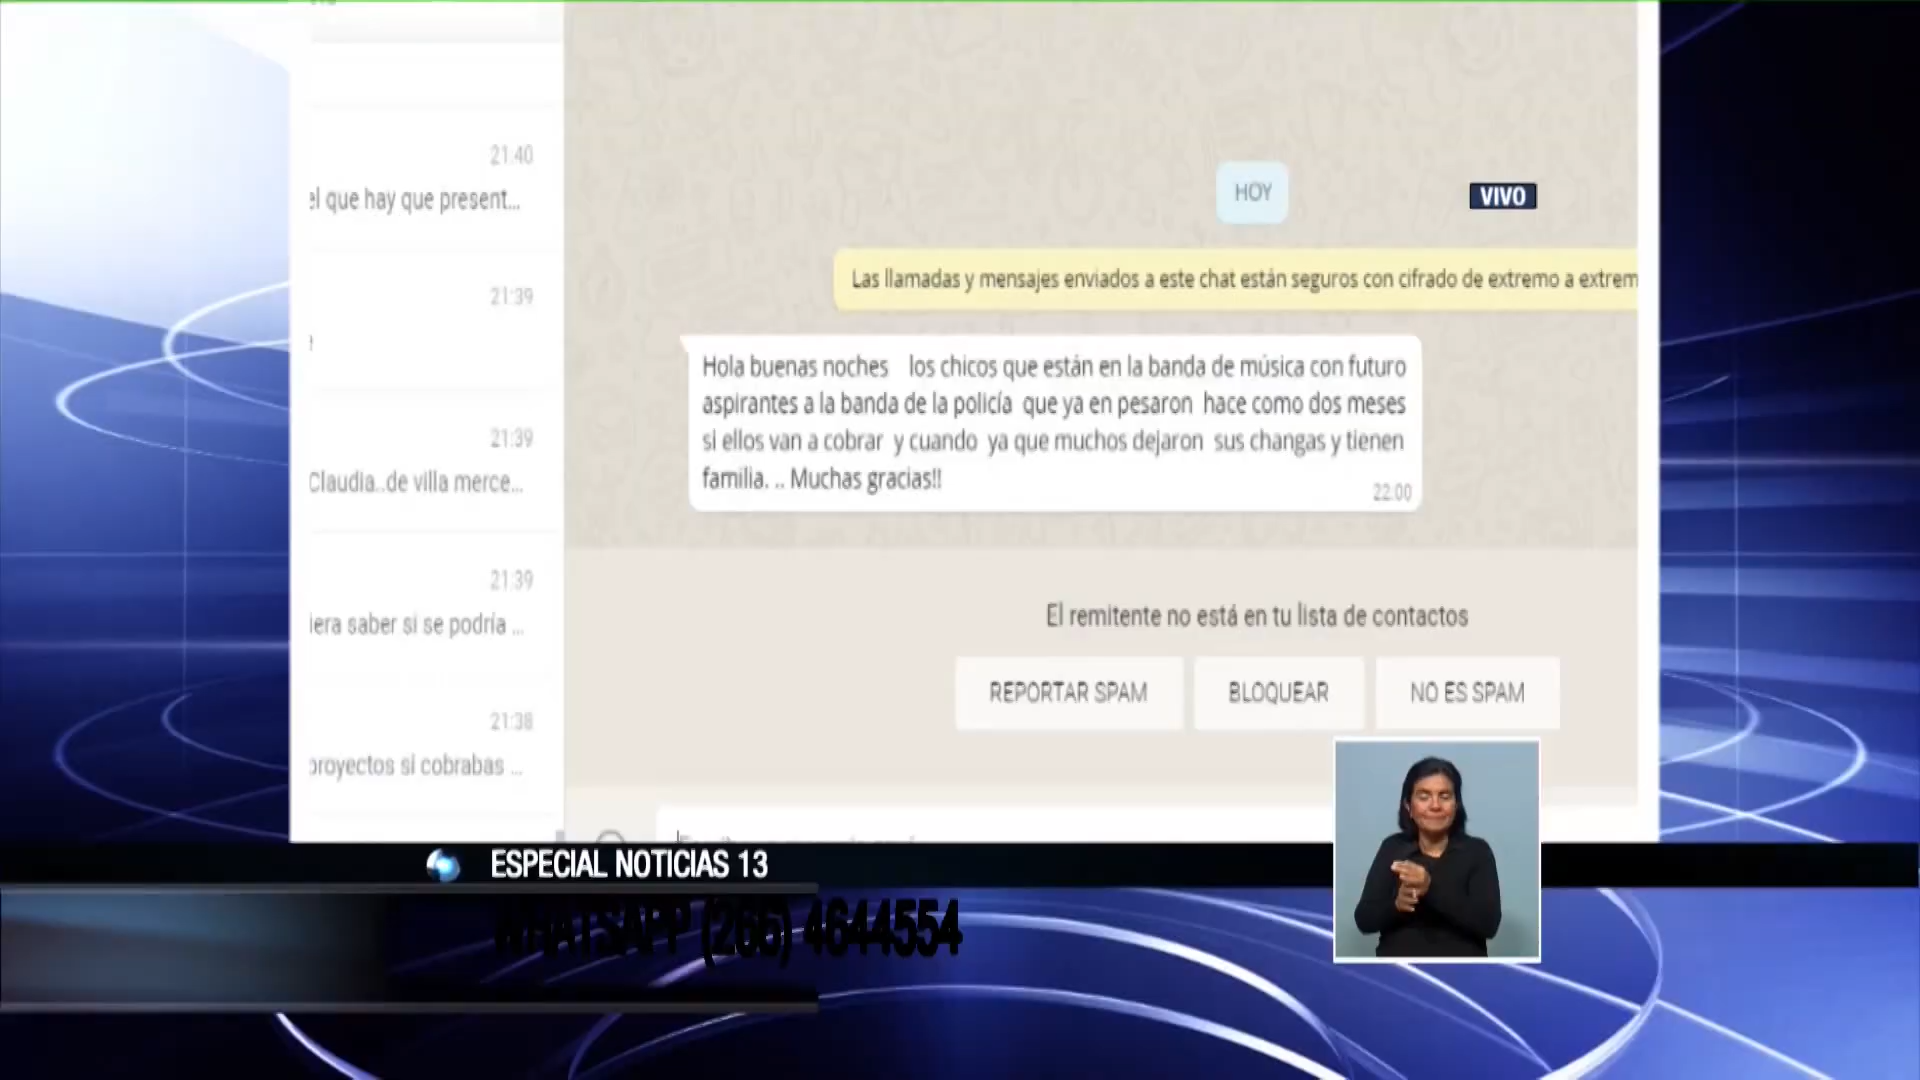 21:40
el que hay que present...
21:39
21:39
Claudia..de villa merce...
21:39
iera saber si se podría ...
21:38
proyectos si cobrabas ...
HOY
VIVO
Las llamadas y mensajes enviados a este chat están seguros con cifrado de extremo a extrem
Hola buenas noches los chicos que están en la banda de música con futuro
aspirantes a la banda de la policía que ya en pesaron hace como dos meses
si ellos van a cobrar y cuando ya que muchos dejaron sus changas y tienen
familia. .. Muchas gracias!!
22:00
El remitente no está en tu lista de contactos
REPORTAR SPAM
BLOQUEAR
NO ES SPAM
ESPECIAL NOTICIAS 13
WHATSAPP (266) 4644554